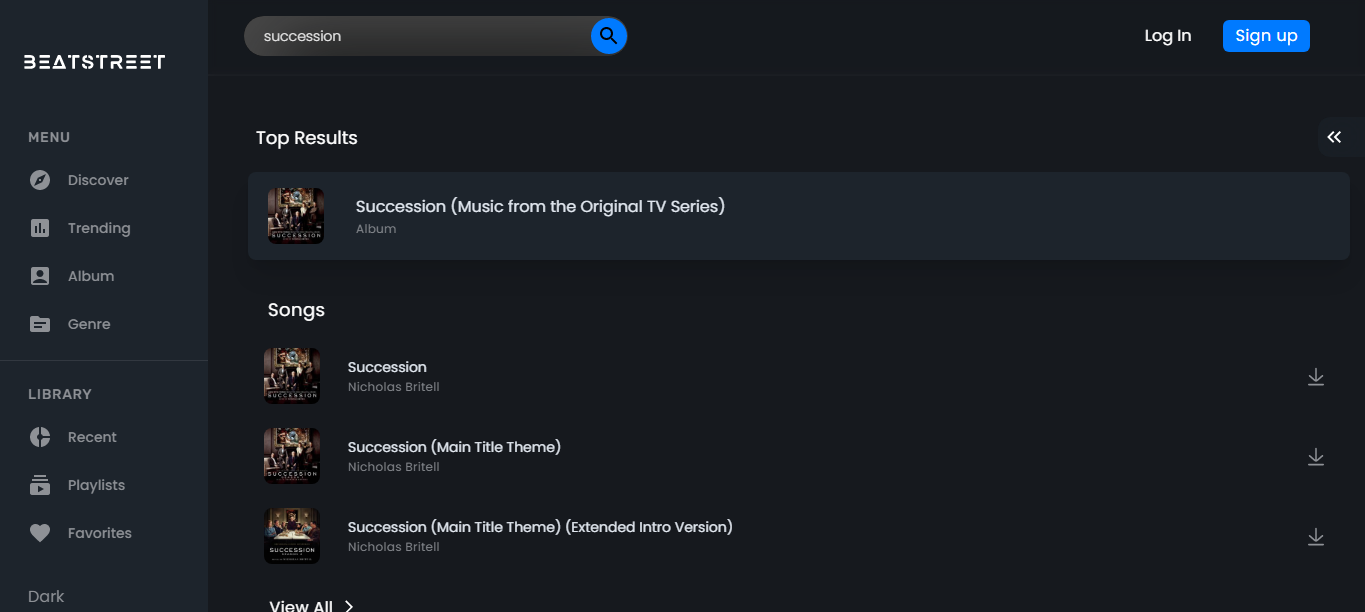 BEATSTREET
MENU
Discover
Trending
Album
Genre
LIBRARY
Recent
Playlists
Favorites
Dark
succession
Log In
Sign up
Top Results
Succession (Music from the Original TV Series)
Album
SUCCESSION
Songs
Succession
Nicholas Britell
SUCCESSION
Succession (Main Title Theme)
Nicholas Britell
SUCCESSION
Succession (Main Title Theme) (Extended Intro Version)
Nicholas Britell
SUCCESSION
View All